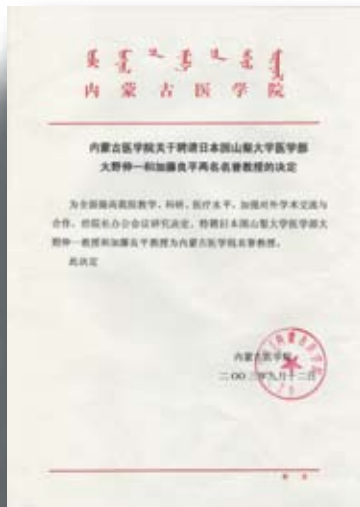 内 蒙 古 医 学 院
内蒙古医学院关于聘请日本国山梨大学医学部
大野伸一和加藤良平两名名誉教授的决定
为全面提高我院教学、科研、医疗水平，加强对外学术交流与
合作，经院长办公会议研究决定，特聘日本国山梨大学医学部大
野伸一教授和加藤良平教授为内蒙古医学院名誉教授。
此决定
内蒙古医学院
二〇〇三年九月十二日